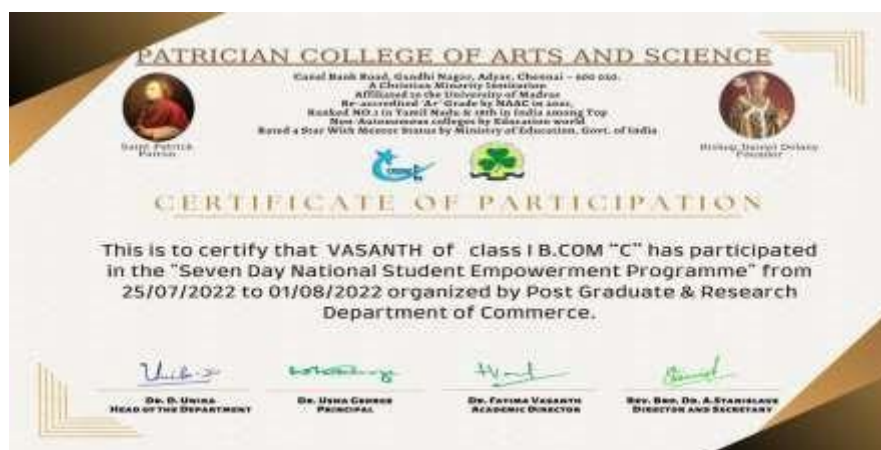 PATRICIAN COLLEGE OF ARTS AND SCIENCE
Canal Bank Road, Gandhi Nagar, Adyar, Chennai - 600 020.
A Christian Minority Institution
Affiliated to the University of Madras
Re-accredited 'A+' Grade by NAAC in 2021,
Ranked NO.1 in Tamil Nadu & 18th in India among Top
Non-Autonomous colleges by Education world
Rated 4 Star With Mentor Status by Ministry of Education, Govt. of India
Saint Patrick
Patron
Bishop Daniel Delany
Founder
CERTIFICATE OF PARTICIPATION
This is to certify that VASANTH of class I B.COM "C" has participated
in the "Seven Day National Student Empowerment Programme" from
25/07/2022 to 01/08/2022 organized by Post Graduate & Research
Department of Commerce.
DR. D. UNIKA
HEAD OF THE DEPARTMENT
DR. USHA GEORGE
PRINCIPAL
DR. FATIMA VASANTH
ACADEMIC DIRECTOR
REV. BRO. DR. A.STANISLAUS
DIRECTOR AND SECRETARY